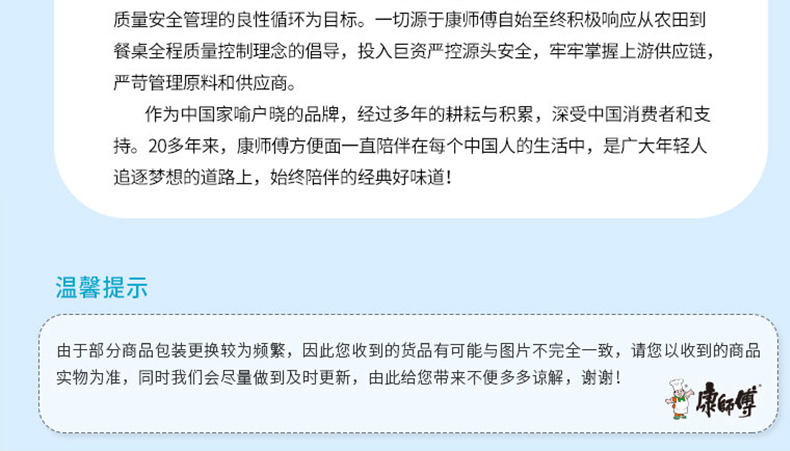 质量安全管理的良性循环为目标。一切源于康师傅自始至终积极响应从农田到
餐桌全程质量控制理念的倡导，投入巨资严控源头安全，牢牢掌握上游供应链，
严苛管理原料和供应商。
作为中国家喻户晓的品牌，经过多年的耕耘与积累，深受中国消费者和支
持。20多年来，康师傅方便面一直陪伴在每个中国人的生活中，是广大年轻人
追逐梦想的道路上，始终陪伴的经典好味道！
温馨提示
由于部分商品包装更换较为频繁，因此您收到的货品有可能与图片不完全一致，请您以收到的商品
实物为准，同时我们会尽量做到及时更新，由此给您带来不便多多谅解，谢谢！
康师傅